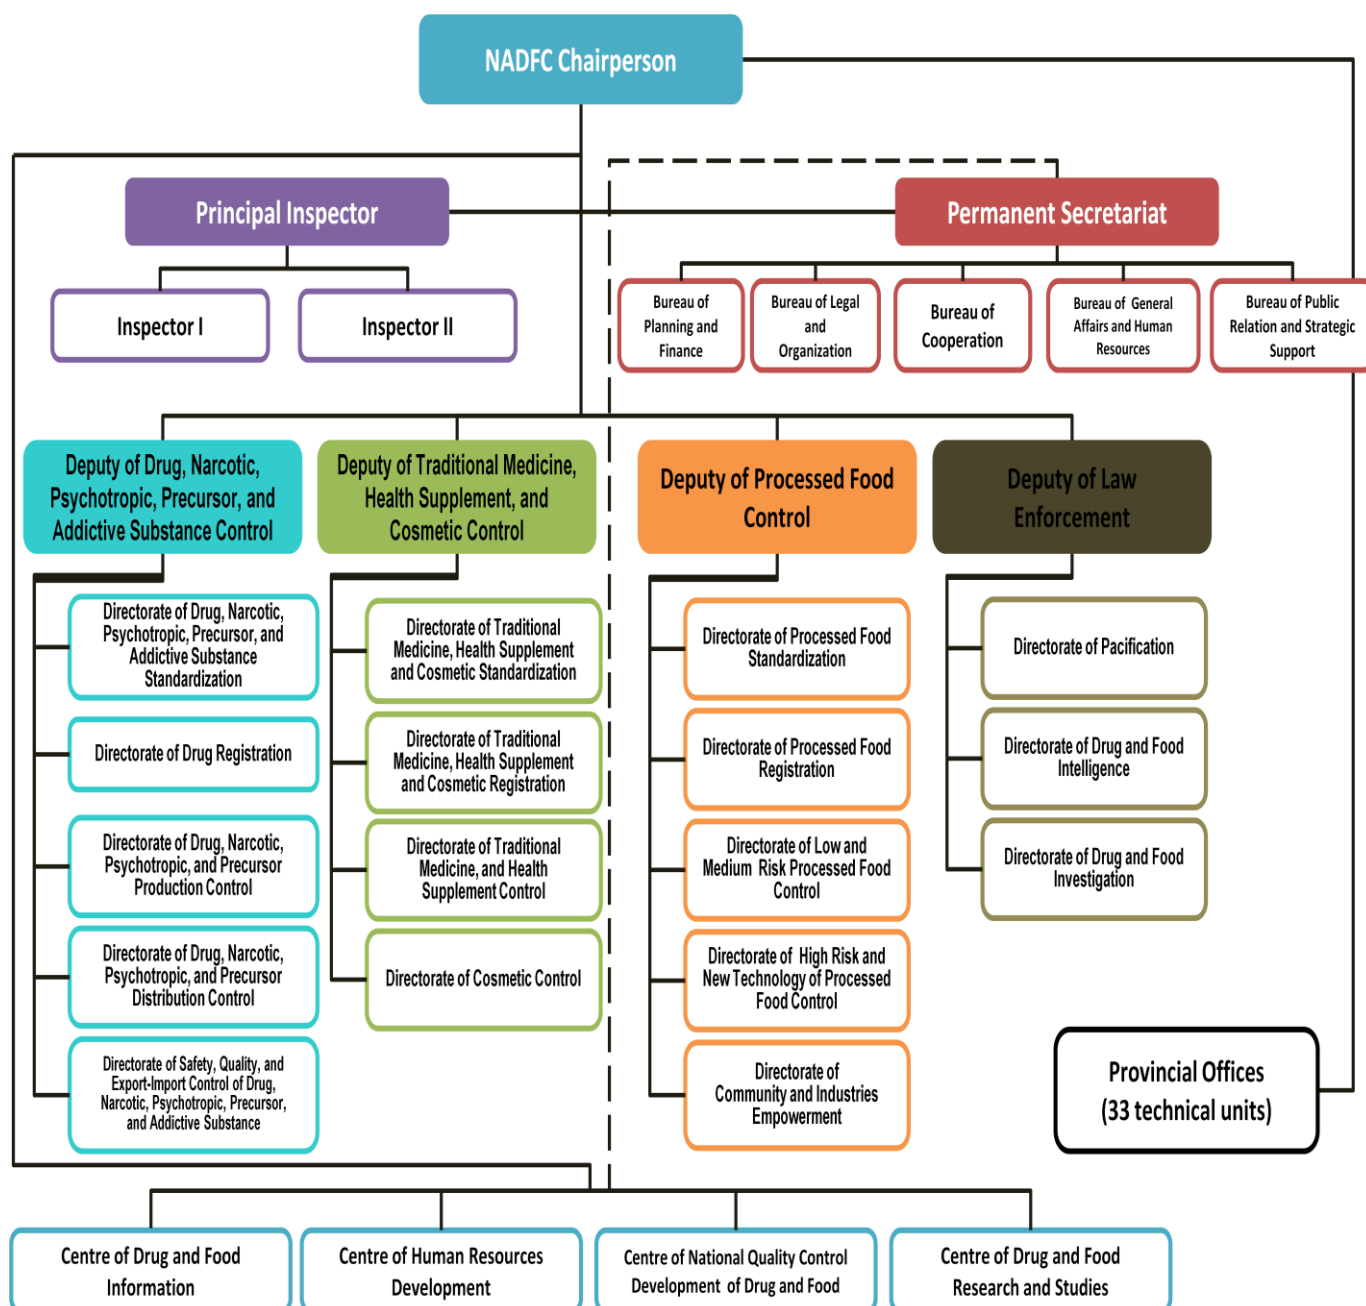 NADFC Chairperson
Principal Inspector
Permanent Secretariat
Inspector I
Inspector II
Bureau of
Planning and
Finance
Bureau of Legal
and
Organization
Bureau of
Cooperation
Bureau of General
Affairs and Human
Resources
Bureau of Public
Relation and Strategic
Support
Deputy of Drug, Narcotic,
Psychotropic, Precursor, and
Addictive Substance Control
Deputy of Traditional Medicine,
Health Supplement, and
Cosmetic Control
Deputy of Processed Food
Control
Deputy of Law
Enforcement
Directorate of Drug, Narcotic,
Psychotropic, Precursor, and
Addictive Substance
Standardization
Directorate of Drug Registration
Directorate of Drug, Narcotic,
Psychotropic, and Precursor
Production Control
Directorate of Drug, Narcotic,
Psychotropic, and Precursor
Distribution Control
Directorate of Safety, Quality, and
Export-Import Control of Drug,
Narcotic, Psychotropic, Precursor,
and Addictive Substance
Directorate of Traditional
Medicine, Health Supplement
and Cosmetic Standardization
Directorate of Traditional
Medicine, Health Supplement
and Cosmetic Registration
Directorate of Traditional
Medicine, and Health
Supplement Control
Directorate of Cosmetic Control
Directorate of Processed Food
Standardization
Directorate of Processed Food
Registration
Directorate of Low and
Medium Risk Processed Food
Control
Directorate of High Risk and
New Technology of Processed
Food Control
Directorate of
Community and Industries
Empowerment
Directorate of Pacification
Directorate of Drug and Food
Intelligence
Directorate of Drug and Food
Investigation
Provincial Offices
(33 technical units)
Centre of Drug and Food
Information
Centre of Human Resources
Development
Centre of National Quality Control
Development of Drug and Food
Centre of Drug and Food
Research and Studies